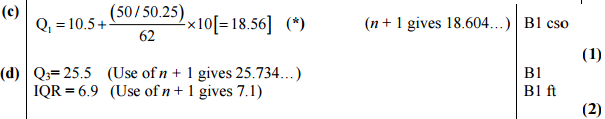 (c) Q₁ = 10.5 + (50/50.25)/62 × 10[= 18.56] (*) (n + 1 gives 18.604…) B1 cso
(1)
(d) Q₃= 25.5 (Use of n + 1 gives 25.734…) B1
IQR = 6.9 (Use of n + 1 gives 7.1) B1 ft
(2)